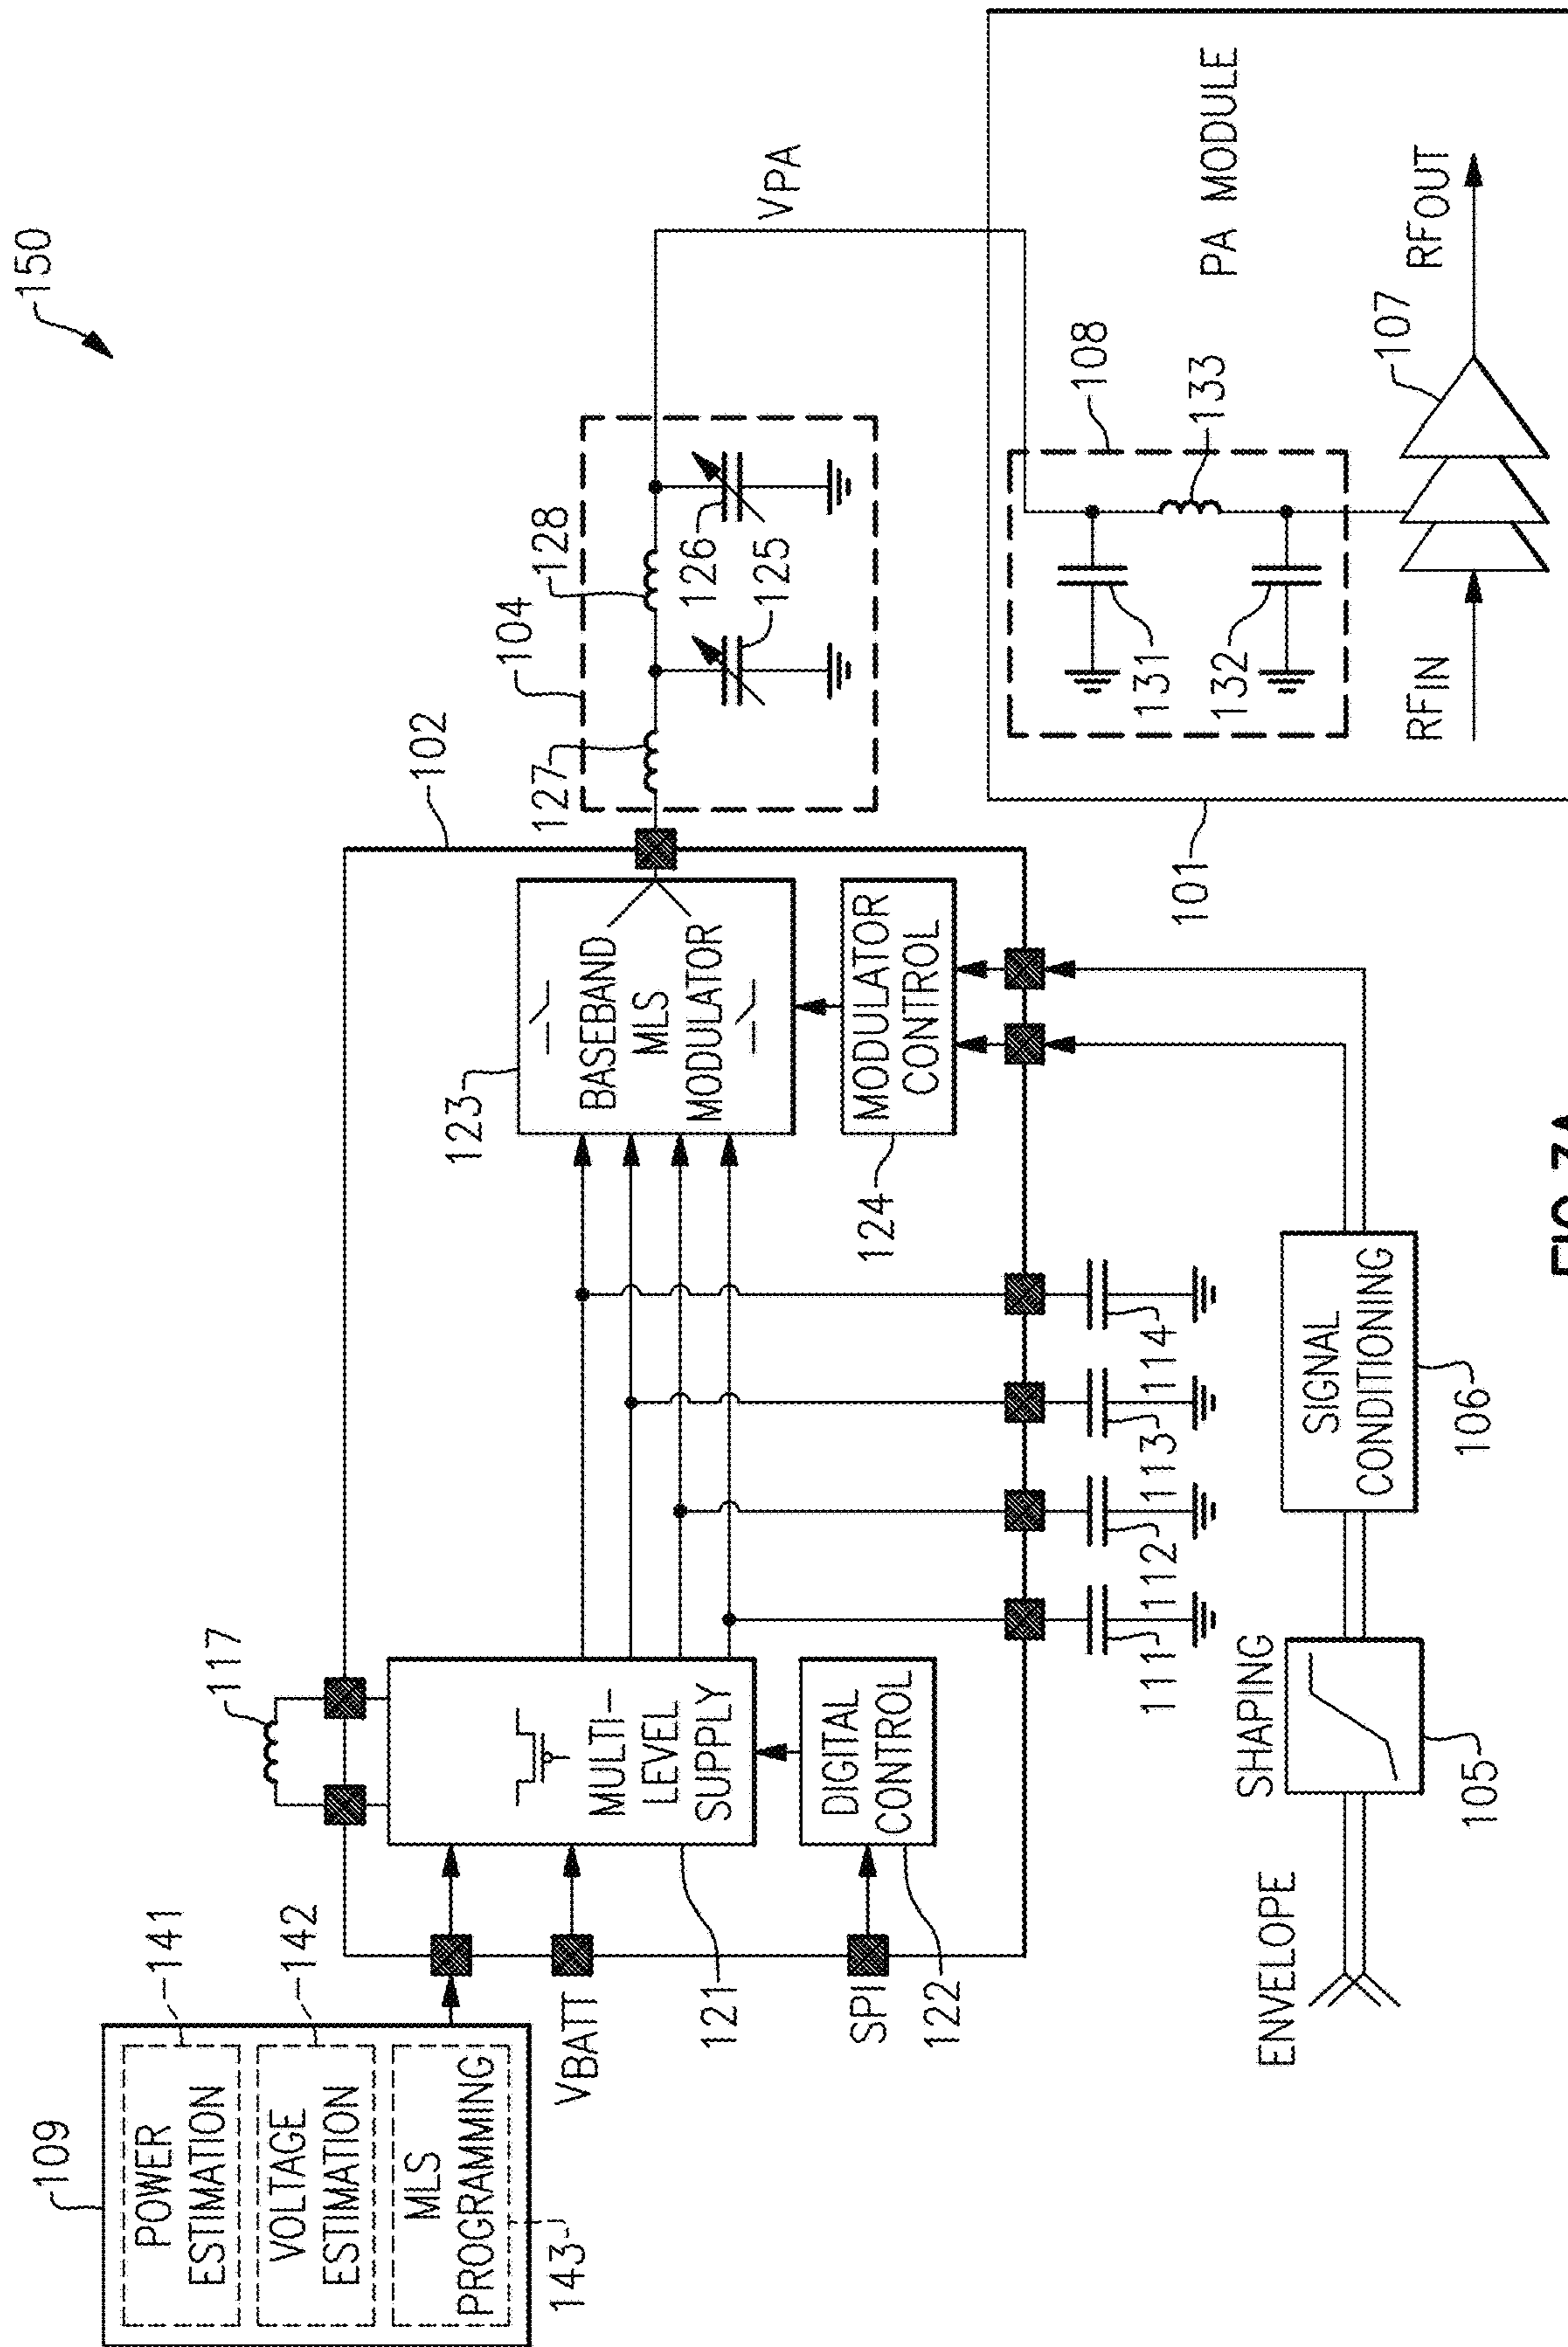 150
109
POWER
ESTIMATION
141
VOLTAGE
ESTIMATION
142
MLS
PROGRAMMING
143
117
102
VBATT
MULTI-
LEVEL
SUPPLY
121
SPI
DIGITAL
CONTROL
122
123
BASEBAND
MLS
MODULATOR
MODULATOR
CONTROL
124
111
112
113
114
104
127
128
125
126
VPA
ENVELOPE
SHAPING
105
SIGNAL
CONDITIONING
106
101
PA MODULE
108
131
132
133
107
RFIN
RFOUT